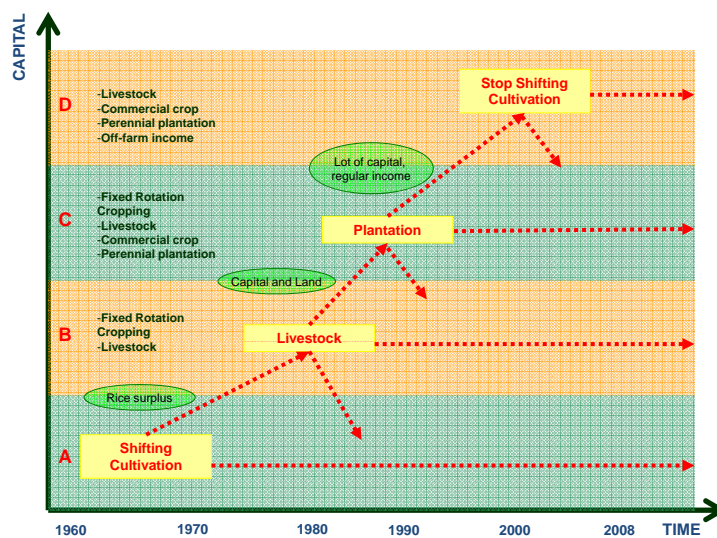 CAPITAL
Stop Shifting
Cultivation
D
-Livestock
-Commercial crop
-Perennial plantation
-Off-farm income
Lot of capital,
regular income
C
-Fixed Rotation
Cropping
-Livestock
-Commercial crop
-Perennial plantation
Plantation
Capital and Land
B
-Fixed Rotation
Cropping
-Livestock
Livestock
Rice surplus
A
Shifting
Cultivation
1960
1970
1980
1990
2000
2008
TIME